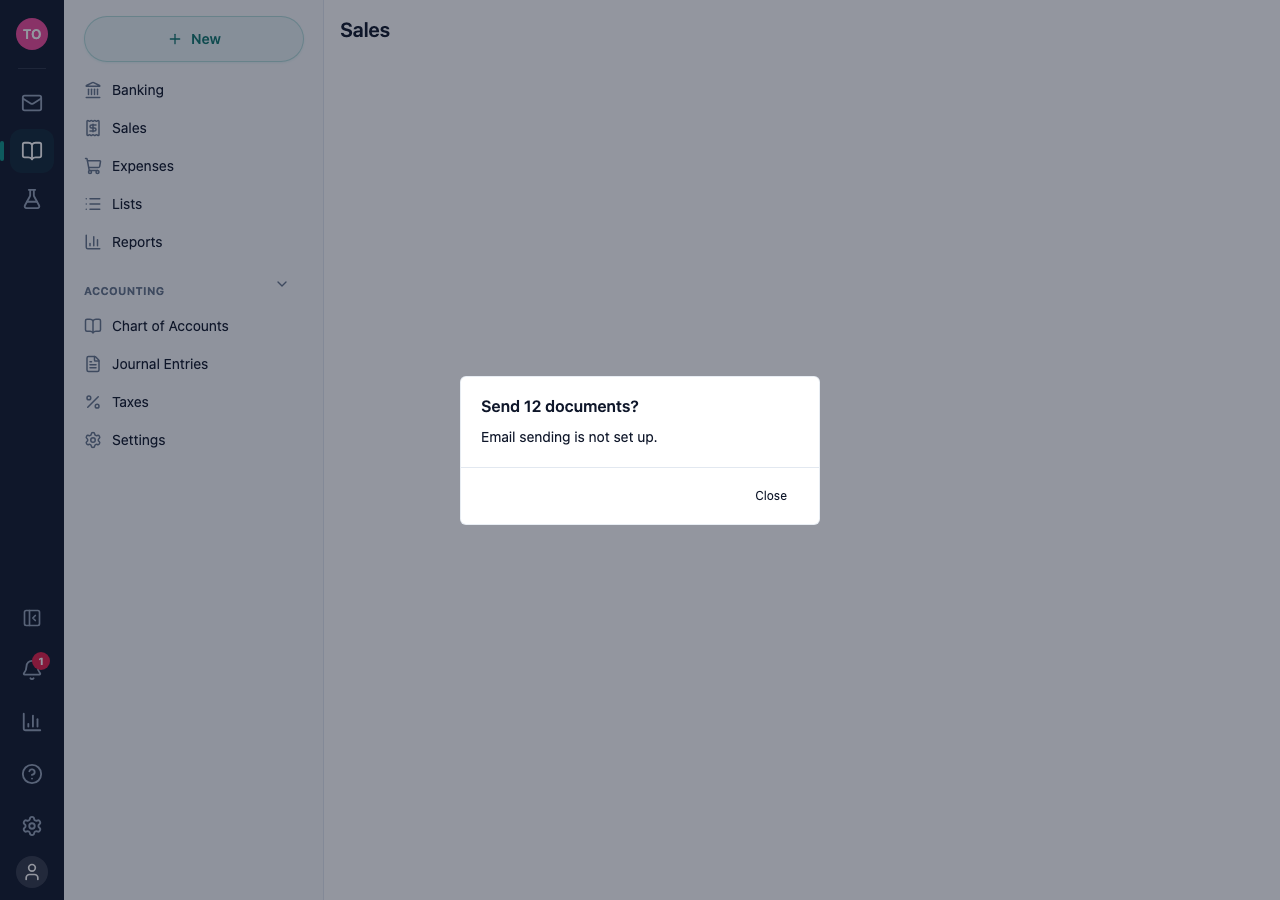 TO
New
Sales
Banking
Sales
Expenses
Lists
Reports
ACCOUNTING
Chart of Accounts
Journal Entries
Taxes
Settings
Send 12 documents?
Email sending is not set up.
Close
1